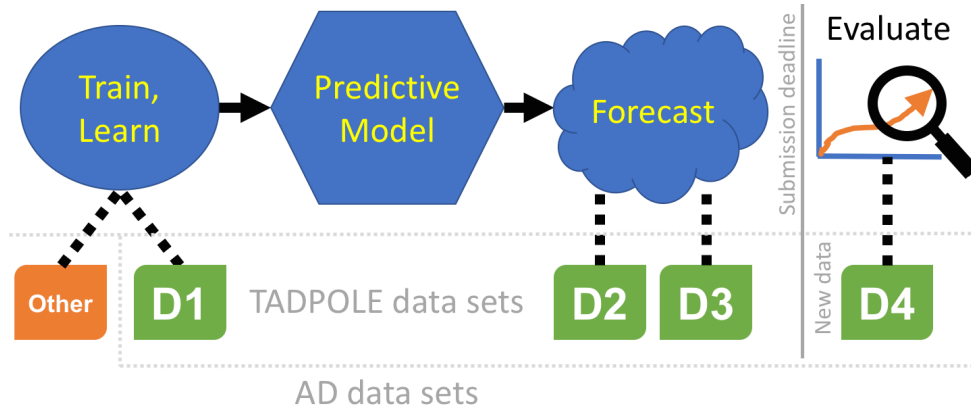 Train,
Learn
Predictive
Model
Forecast
Submission deadline
Evaluate
Other
D1
TADPOLE data sets
D2
D3
New data
D4
AD data sets